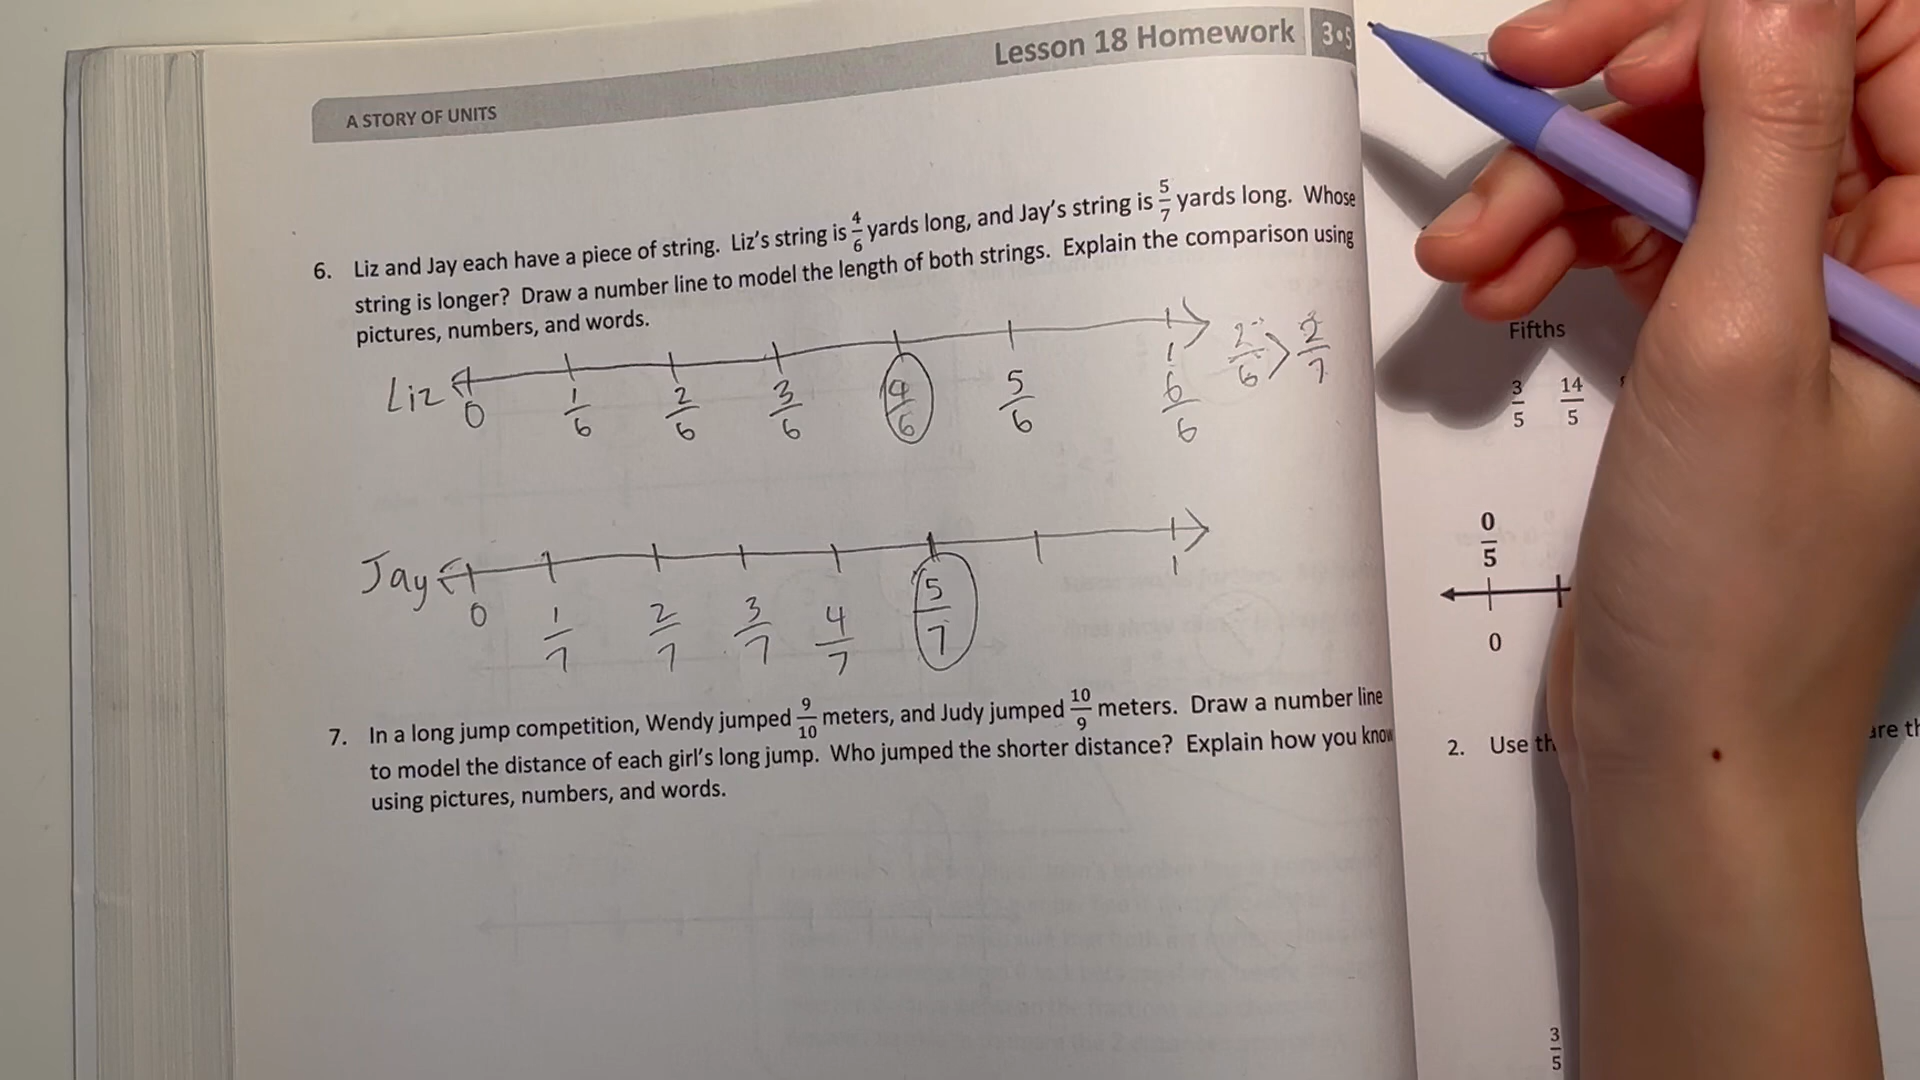 Lesson 18 Homework 3•5
A STORY OF UNITS
6. Liz and Jay each have a piece of string. Liz's string is 4/6 yards long, and Jay's string is 5/7 yards long. Whose
string is longer? Draw a number line to model the length of both strings. Explain the comparison using
pictures, numbers, and words.
Liz
0 1/6 2/6 3/6 4/6 5/6 1 6/6
2/6 > 2/7
Jay
0 1/7 2/7 3/7 4/7 5/7 1
7. In a long jump competition, Wendy jumped 9/10 meters, and Judy jumped 10/9 meters. Draw a number line
to model the distance of each girl's long jump. Who jumped the shorter distance? Explain how you know
using pictures, numbers, and words.
Fifths
3/5 14/5
0/5
0
2. Use
3/5